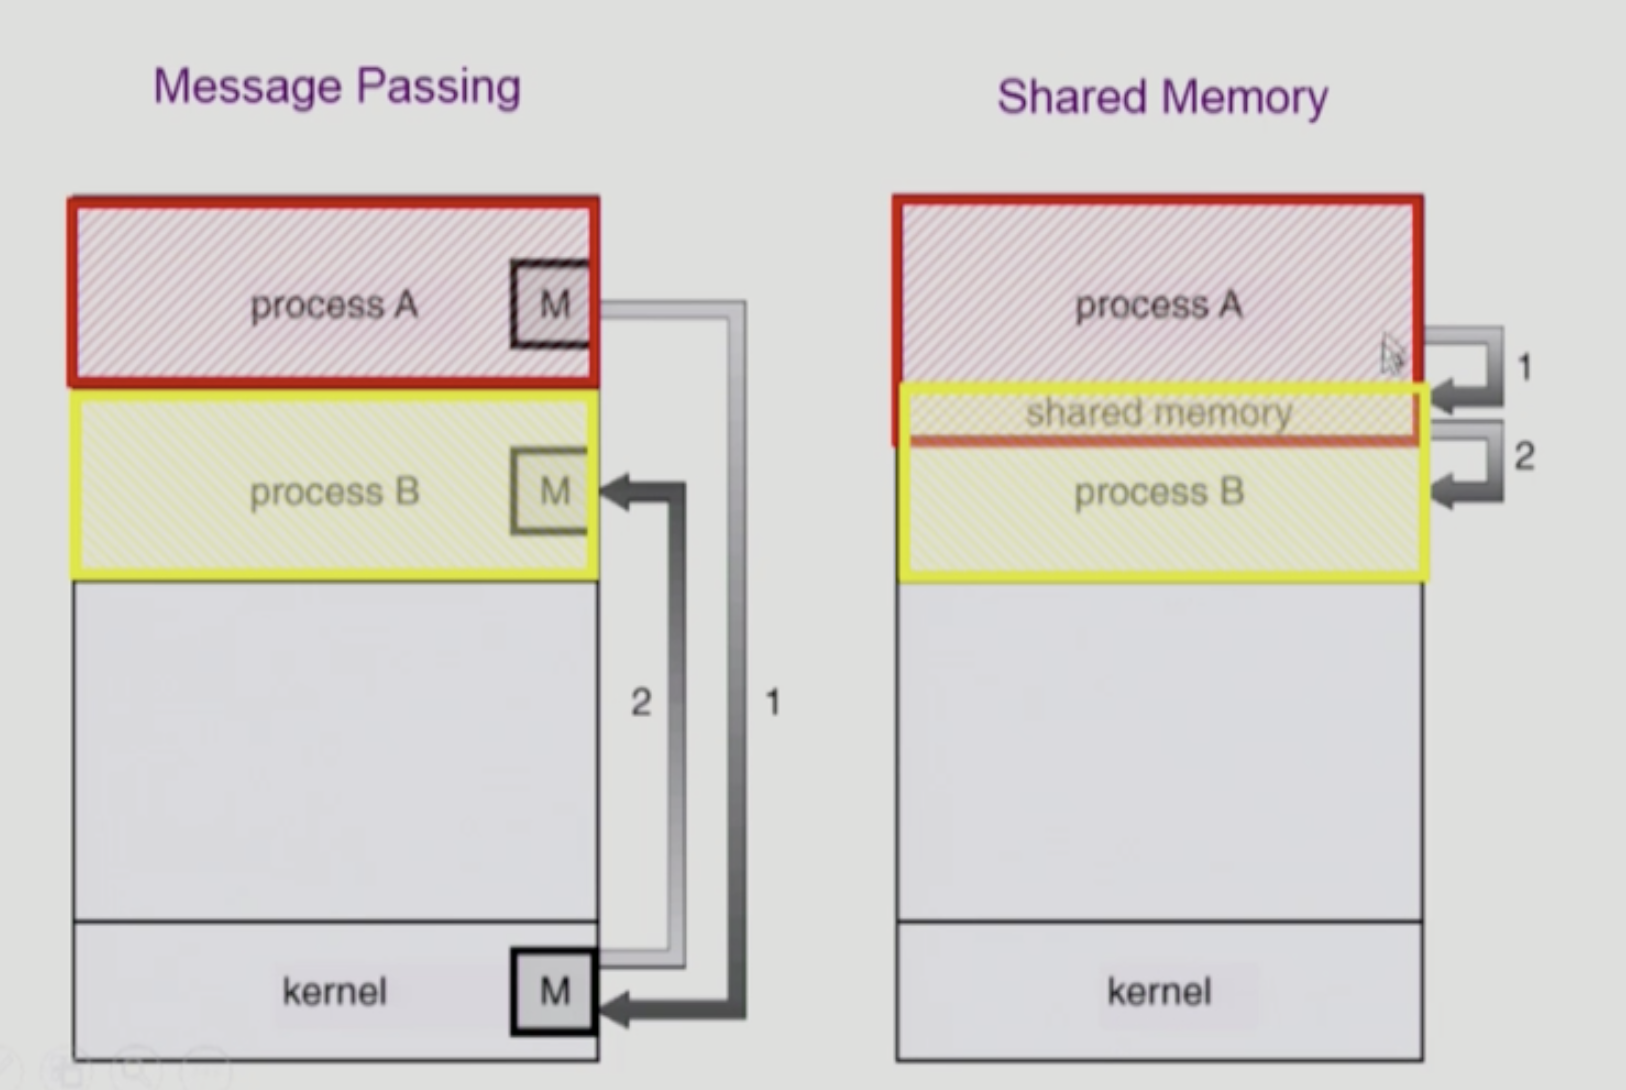 Message Passing
process A
M
process B
M
2
1
kernel
M
Shared Memory
process A
1
shared memory
2
process B
kernel